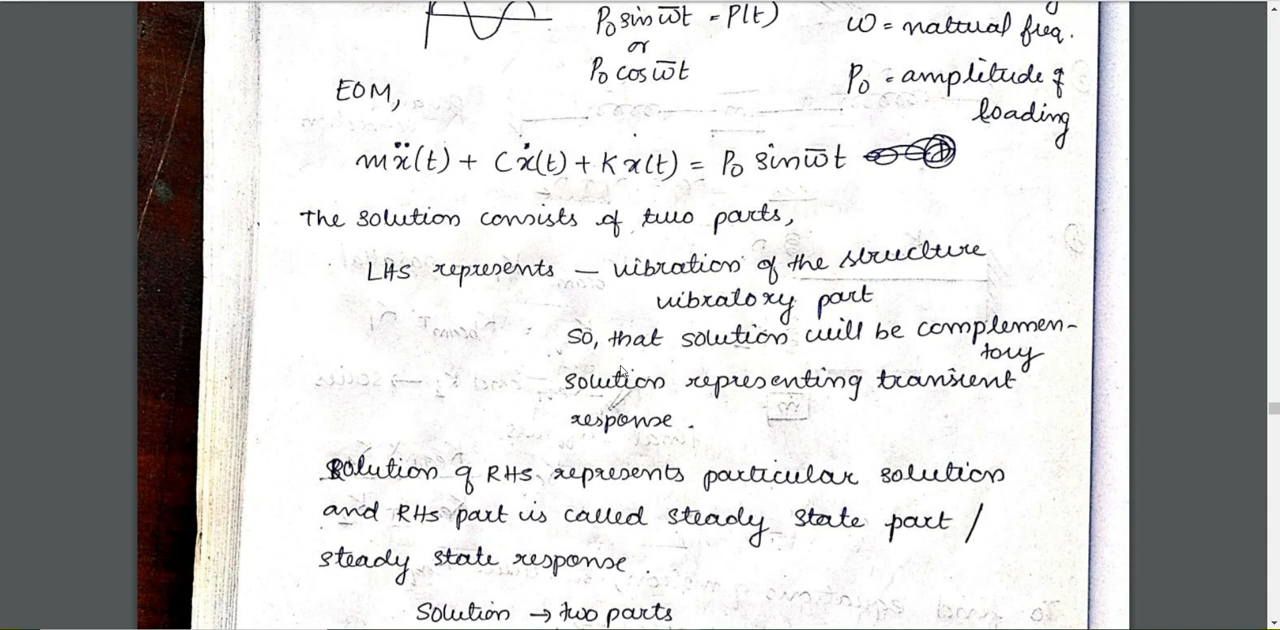 P₀ sin ω̅t = P(t)
or
P₀ cos ω̅t
ω = natural freq.
P₀ = amplitude of
loading
EOM,
mẍ(t) + Cẋ(t) + Kx(t) = P₀ sin ω̅t
The solution consists of two parts,
LHS represents – vibration of the structure
vibratory part
So, that solution will be complemen-
tory
solution representing transient
response.
Solution of RHS represents particular solution
and RHS part is called steady state part /
steady state response.
Solution → two parts